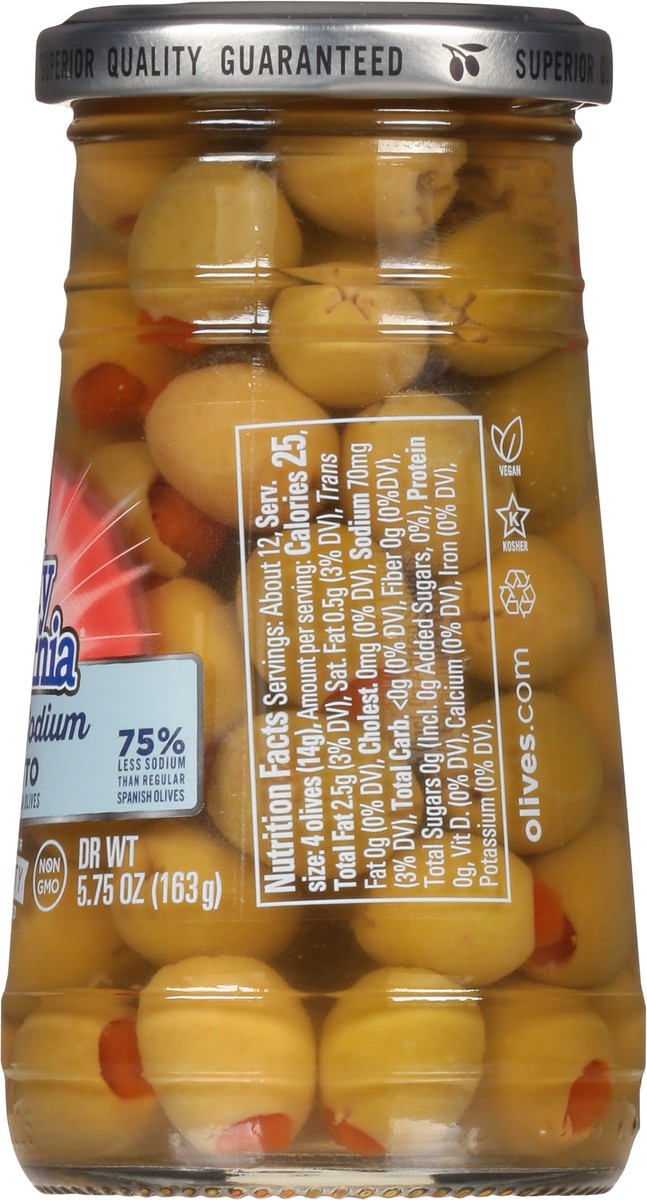 SUPERIOR QUALITY GUARANTEED SUPERIOR
Nutrition Facts Servings: About 12, Serv.
size: 4 olives (14g), Amount per serving: Calories 25,
Total Fat 2.5g (3% DV), Sat. Fat 0.5g (3% DV), Trans
Fat 0g (0% DV), Cholest. 0mg (0% DV), Sodium 70mg
(3% DV), Total Carb. <0g (0% DV), Fiber 0g (0%DV),
Total Sugars 0g (Incl. 0g Added Sugars, 0%), Protein
0g, Vit D. (0% DV), Calcium (0% DV), Iron (0% DV),
Potassium (0% DV).
VEGAN
K
KOSHER
olives.com
y
nia
odium
TO
OLIVES
75%
LESS SODIUM
THAN REGULAR
SPANISH OLIVES
NON
GMO
DR WT
5.75 OZ (163g)